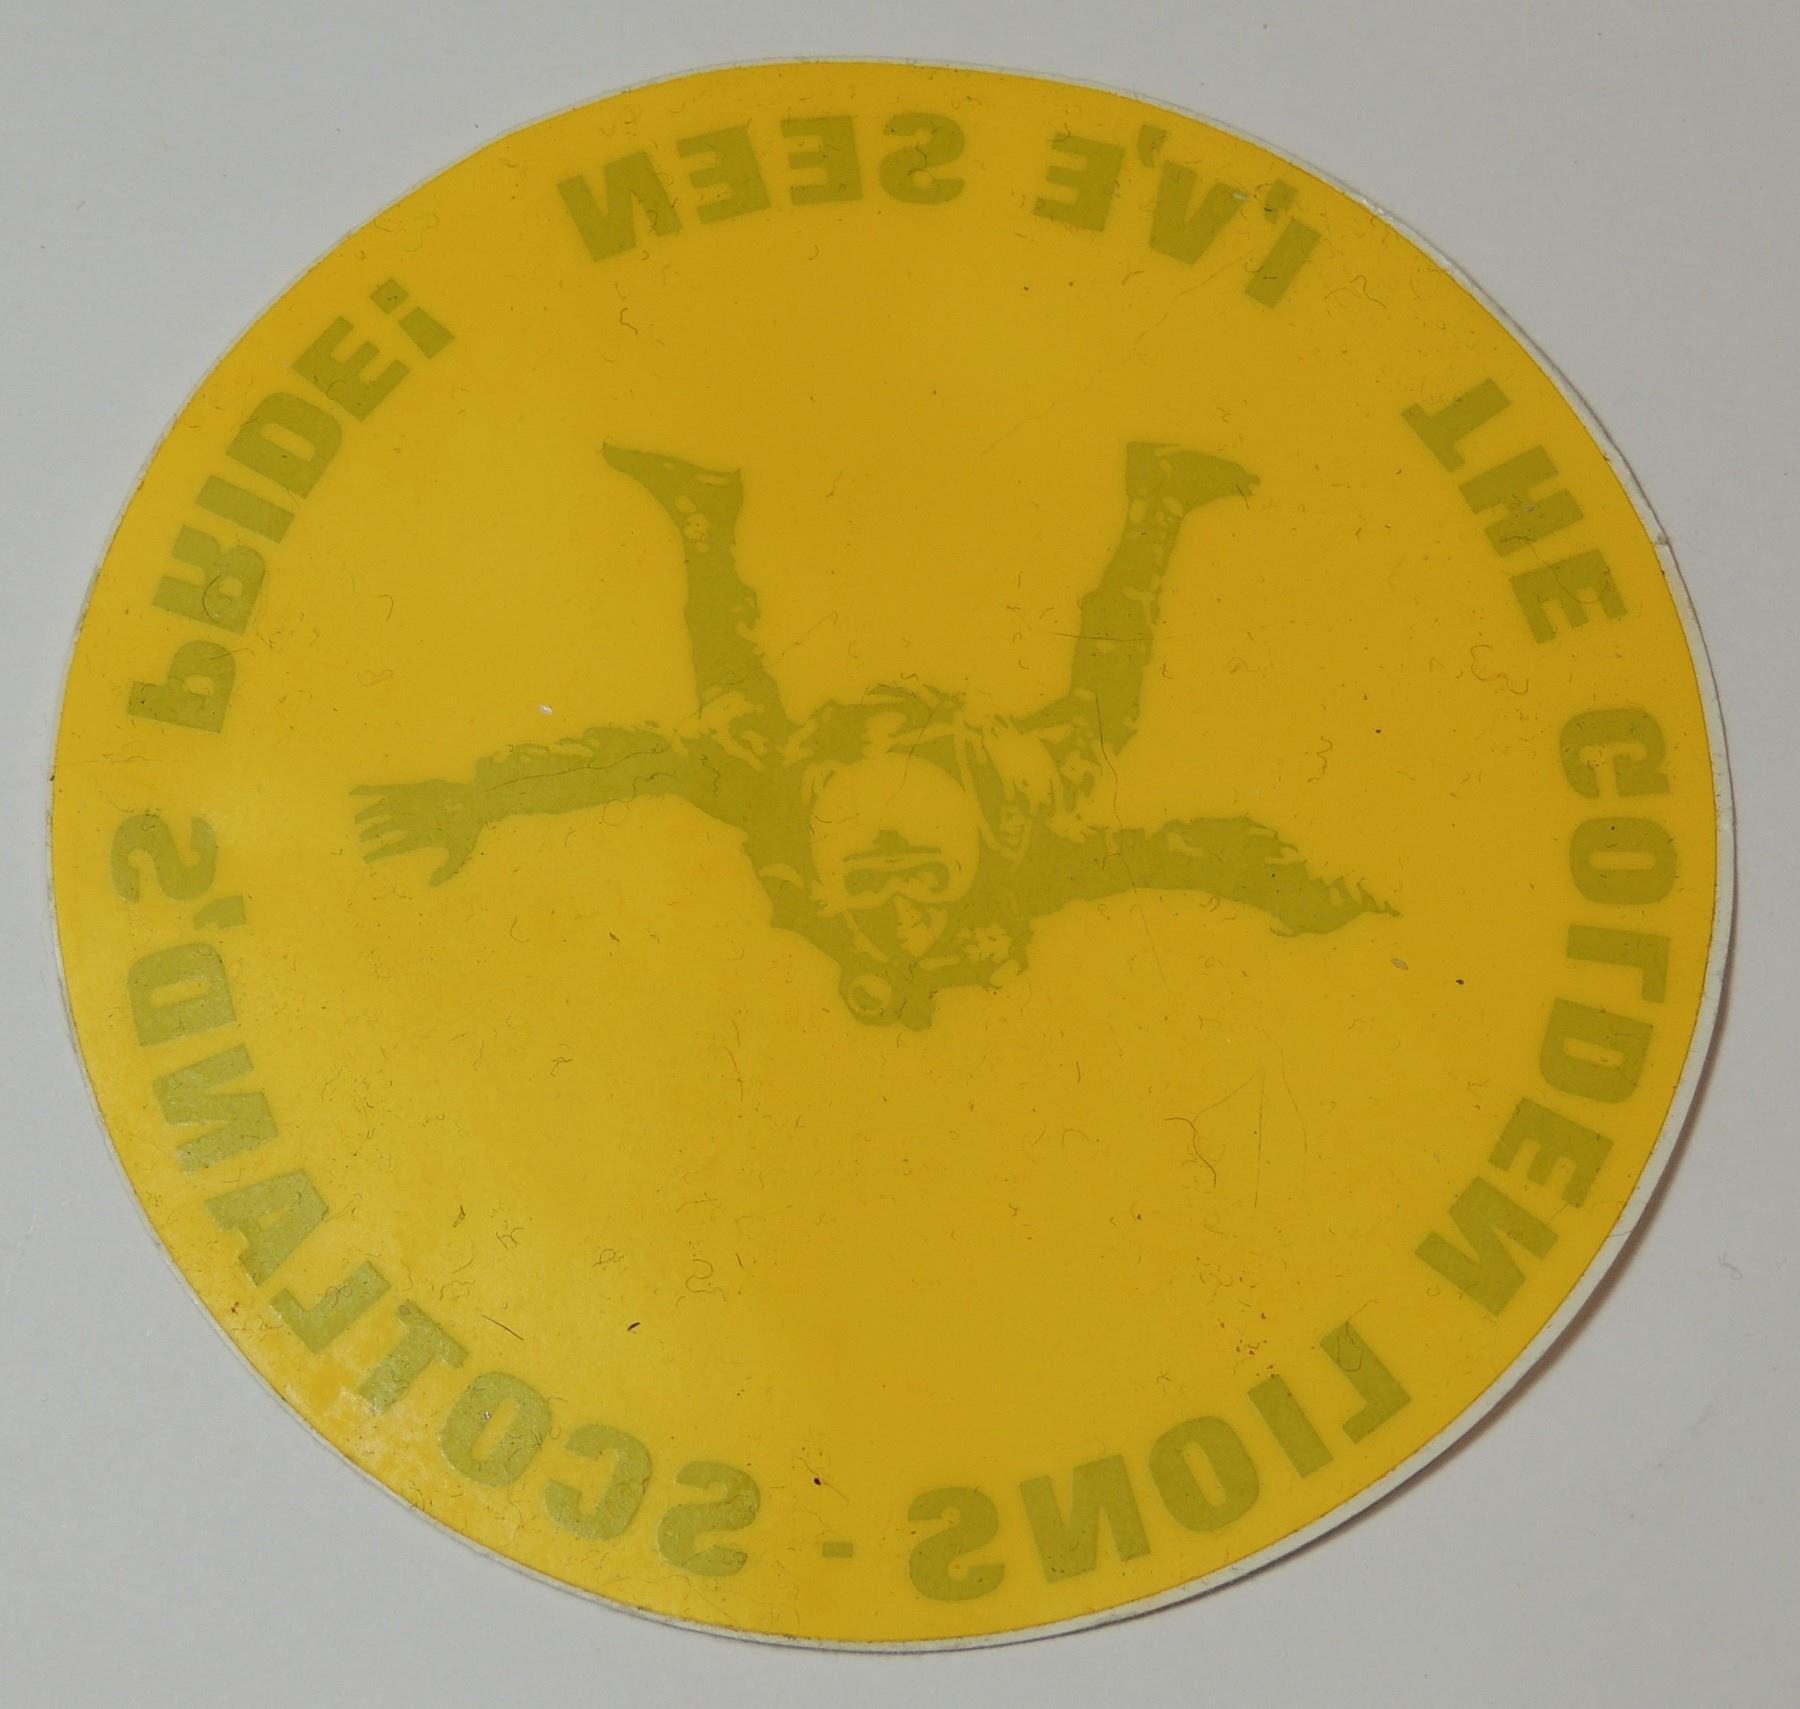 I'VE SEEN THE GOLDEN LIONS - SCOTLAND'S PRIDE!